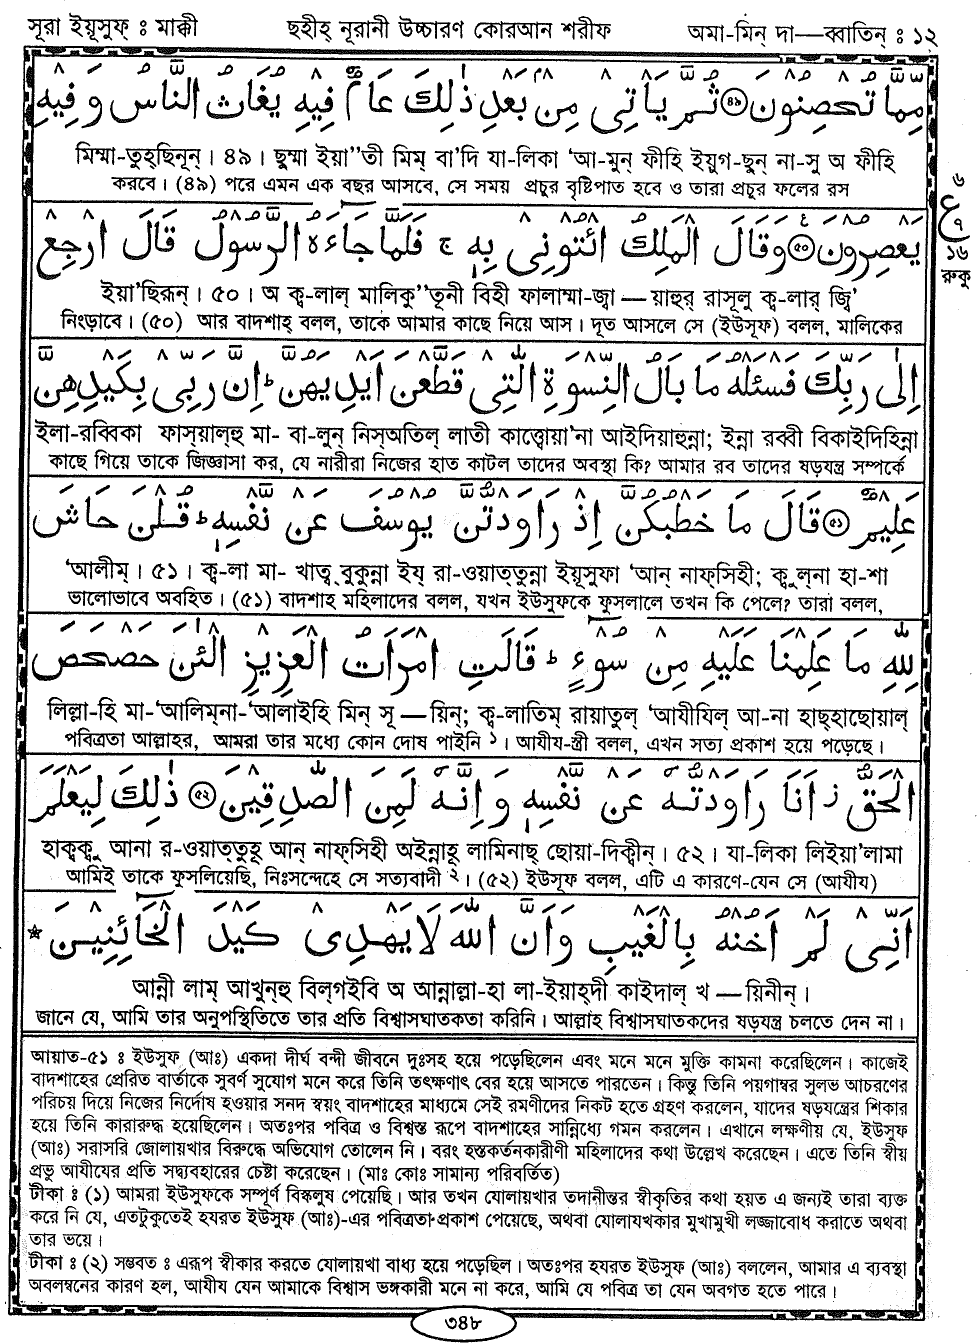 সূরা ইয়ূসুফ্ : মাক্কী
ছহীহ্ নূরানী উচ্চারণ কোরআন শরীফ
অমা-মিন্ দা—ব্বাতিন্ : ১২
مِّمَّا تُحْصِنُونَ ﴿٤٩﴾ ثُمَّ يَأْتِي مِنْ بَعْدِ ذٰلِكَ عَامٌ فِيهِ يُغَاثُ النَّاسُ وَفِيهِ
মিম্মা-তুহ্ছিনূন্। ৪৯। ছুম্মা ইয়া"তী মিম্ বা'দি যা-লিকা 'আ-মুন্ ফীহি ইয়ুগ-ছুন্ না-সু অ ফীহি
করবে। (৪৯) পরে এমন এক বছর আসবে, সে সময় প্রচুর বৃষ্টিপাত হবে ও তারা প্রচুর ফলের রস
৬
ع
৭
১৬
রুকু
يَعْصِرُونَ ﴿٥٠﴾ وَقَالَ الْمَلِكُ ائْتُونِي بِهٖ ج فَلَمَّا جَاءَهُ الرَّسُولُ قَالَ ارْجِعْ
ইয়া'ছিরূন্। ৫০। অ ক্ব-লাল্ মালিকু"তূনী বিহী ফালাম্মা-জ্বা — য়াহুর্ রাসূলু ক্ব-লার্ জ্বি'
নিংড়াবে। (৫০) আর বাদশাহ্ বলল, তাকে আমার কাছে নিয়ে আস। দূত আসলে সে (ইউসুফ) বলল, মালিকের
اِلٰى رَبِّكَ فَسْئَلْهُ مَا بَالُ النِّسْوَةِ الّٰتِي قَطَّعْنَ اَيْدِيَهُنَّ ط اِنَّ رَبِّي بِكَيْدِهِنَّ
ইলা-রব্বিকা ফাস্য়াল্হু মা- বা-লুন্ নিস্অতিল্ লাতী কাত্ত্বোয়া'না আইদিয়াহুন্না; ইন্না রব্বী বিকাইদিহিন্না
কাছে গিয়ে তাকে জিজ্ঞাসা কর, যে নারীরা নিজের হাত কাটল তাদের অবস্থা কি? আমার রব তাদের ষড়যন্ত্র সম্পর্কে
عَلِيمٌ ﴿٥١﴾ قَالَ مَا خَطْبُكُنَّ اِذْ رَاوَدْتُّنَّ يُوسُفَ عَنْ نَّفْسِهٖ ط قُلْنَ حَاشَ
'আলীম্। ৫১। ক্ব-লা মা- খাত্ব্ বুকুন্না ইয্ রা-ওয়াত্তুন্না ইয়ূসুফা 'আন্ নাফ্সিহী; ক্বুল্না হা-শা
ভালোভাবে অবহিত। (৫১) বাদশাহ মহিলাদের বলল, যখন ইউসুফকে ফুসলালে তখন কি পেলে? তারা বলল,
لِلّٰهِ مَا عَلِمْنَا عَلَيْهِ مِنْ سُوْءٍ ط قَالَتِ امْرَاَتُ الْعَزِيزِ الْئٰنَ حَصْحَصَ
লিল্লা-হি মা-'আলিম্না-'আলাইহি মিন্ সূ — য়িন্; ক্ব-লাতিম্ রায়াতুল্ 'আযীযিল্ আ-না হাছ্হাছোয়াল্
পবিত্রতা আল্লাহর, আমরা তার মধ্যে কোন দোষ পাইনি ১। আযীয-স্ত্রী বলল, এখন সত্য প্রকাশ হয়ে পড়েছে।
الْحَقُّ ز اَنَا رَاوَدْتُّهٗ عَنْ نَّفْسِهٖ وَاِنَّهٗ لَمِنَ الصّٰدِقِينَ ﴿٥٢﴾ ذٰلِكَ لِيَعْلَمَ
হাক্বক্বু আনা র-ওয়াত্তুহূ আন্ নাফ্সিহী অইন্নাহূ লামিনাছ্ ছোয়া-দিক্বীন্। ৫২। যা-লিকা লিইয়া'লামা
আমিই তাকে ফুসলিয়েছি, নিঃসন্দেহে সে সত্যবাদী ২। (৫২) ইউসুফ বলল, এটি এ কারণে-যেন সে (আযীয)
اَنِّي لَمْ اَخُنْهُ بِالْغَيْبِ وَاَنَّ اللّٰهَ لَا يَهْدِي كَيْدَ الْخَائِنِينَ *
আন্নী লাম্ আখুন্হু বিল্গইবি অ আন্নাল্লা-হা লা-ইয়াহ্দী কাইদাল্ খ — য়িনীন্।
জানে যে, আমি তার অনুপস্থিতিতে তার প্রতি বিশ্বাসঘাতকতা করিনি। আল্লাহ বিশ্বাসঘাতকদের ষড়যন্ত্র চলতে দেন না।
আয়াত-৫১ : ইউসুফ (আঃ) একদা দীর্ঘ বন্দী জীবনে দুঃসহ হয়ে পড়েছিলেন এবং মনে মনে মুক্তি কামনা করেছিলেন। কাজেই
বাদশাহের প্রেরিত বার্তাকে সুবর্ণ সুযোগ মনে করে তিনি তৎক্ষণাৎ বের হয়ে আসতে পারতেন। কিন্তু তিনি পয়গাম্বর সুলভ আচরণের
পরিচয় দিয়ে নিজের নির্দোষ হওয়ার সনদ স্বয়ং বাদশাহের মাধ্যমে সেই রমণীদের নিকট হতে গ্রহণ করলেন, যাদের ষড়যন্ত্রের শিকার
হয়ে তিনি কারারুদ্ধ হয়েছিলেন। অতঃপর পবিত্র ও বিশ্বস্ত রূপে বাদশাহের সান্নিধ্যে গমন করলেন। এখানে লক্ষণীয় যে, ইউসুফ
(আঃ) সরাসরি জোলায়খার বিরুদ্ধে অভিযোগ তোলেন নি। বরং হস্তকর্তনকারীণী মহিলাদের কথা উল্লেখ করেছেন। এতে তিনি স্বীয়
প্রভু আযীযের প্রতি সদ্ব্যবহারের চেষ্টা করেছেন। (মাঃ কোঃ সামান্য পরিবর্তিত)
টীকা : (১) আমরা ইউসুফকে সম্পূর্ণ নিষ্কলুষ পেয়েছি। আর তখন যোলায়খার তদানীন্তর স্বীকৃতির কথা হয়ত এ জন্যই তারা ব্যক্ত
করে নি যে, এতটুকুতেই হযরত ইউসুফ (আঃ)-এর পবিত্রতা প্রকাশ পেয়েছে, অথবা যোলাযখকার মুখামুখী লজ্জাবোধ করাতে অথবা
তার ভয়ে।
টীকা : (২) সম্ভবত : এরূপ স্বীকার করতে যোলায়খা বাধ্য হয়ে পড়েছিল। অতঃপর হযরত ইউসুফ (আঃ) বললেন, আমার এ ব্যবস্থা
অবলম্বনের কারণ হল, আযীয যেন আমাকে বিশ্বাস ভঙ্গকারী মনে না করে, আমি যে পবিত্র তা যেন অবগত হতে পারে।
৩৪৮